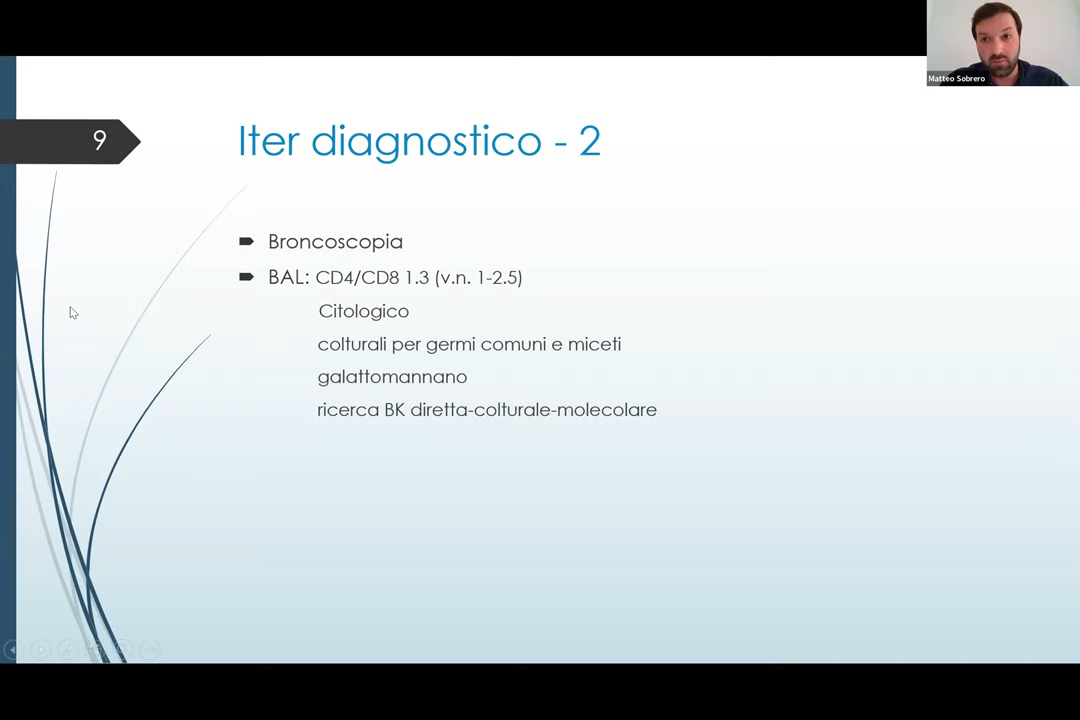 Matteo Sobrero
9
Iter diagnostico - 2
Broncoscopia
BAL: CD4/CD8 1.3 (v.n. 1-2.5)
Citologico
colturali per germi comuni e miceti
galattomannano
ricerca BK diretta-colturale-molecolare